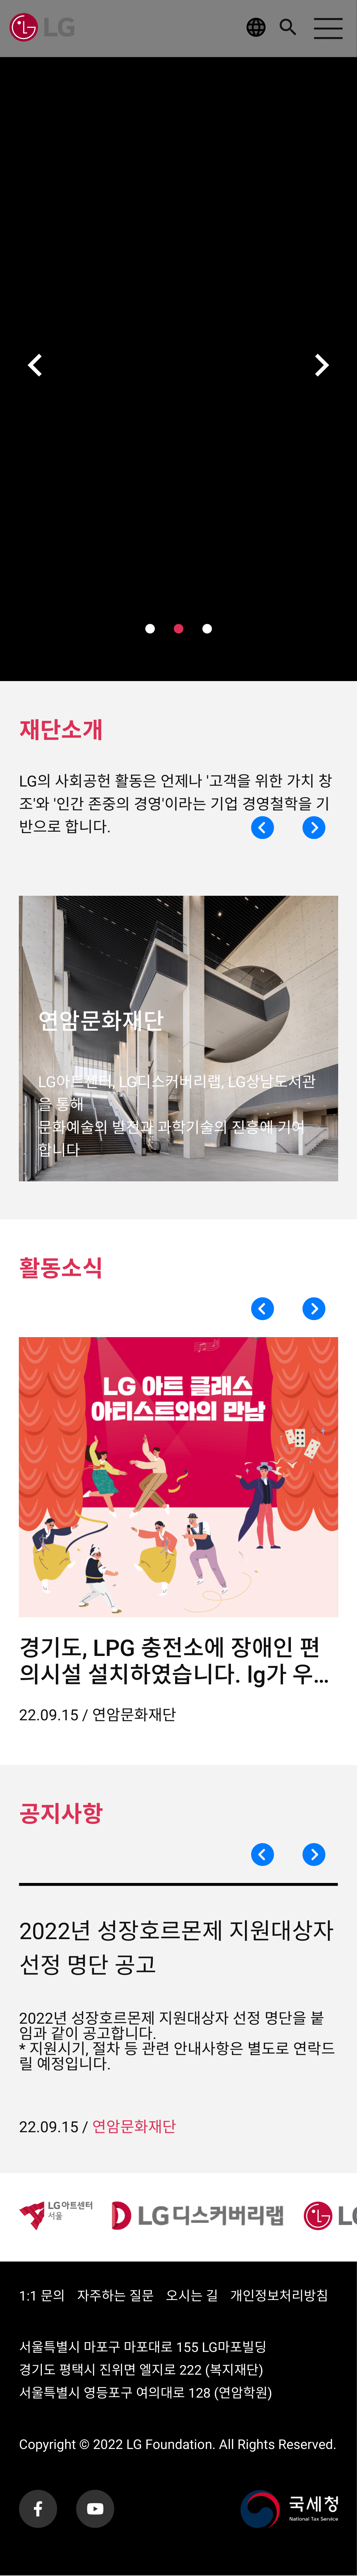 LG
재단소개
LG의 사회공헌 활동은 언제나 '고객을 위한 가치 창
조'와 '인간 존중의 경영'이라는 기업 경영철학을 기
반으로 합니다.
연암문화재단
LG아트센터, LG디스커버리랩, LG상남도서관
을 통해
문화예술의 발전과 과학기술의 진흥에 기여
합니다
활동소식
LG 아트 클래스
아티스트와의 만남
경기도, LPG 충전소에 장애인 편
의시설 설치하였습니다. lg가 우...
22.09.15 / 연암문화재단
공지사항
2022년 성장호르몬제 지원대상자
선정 명단 공고
2022년 성장호르몬제 지원대상자 선정 명단을 붙
임과 같이 공고합니다.
* 지원시기, 절차 등 관련 안내사항은 별도로 연락드
릴 예정입니다.
22.09.15 / 연암문화재단
LG아트센터
서울
LG디스커버리랩
LG
1:1 문의 자주하는 질문 오시는 길 개인정보처리방침
서울특별시 마포구 마포대로 155 LG마포빌딩
경기도 평택시 진위면 엘지로 222 (복지재단)
서울특별시 영등포구 여의대로 128 (연암학원)
Copyright © 2022 LG Foundation. All Rights Reserved.
국세청
National Tax Service